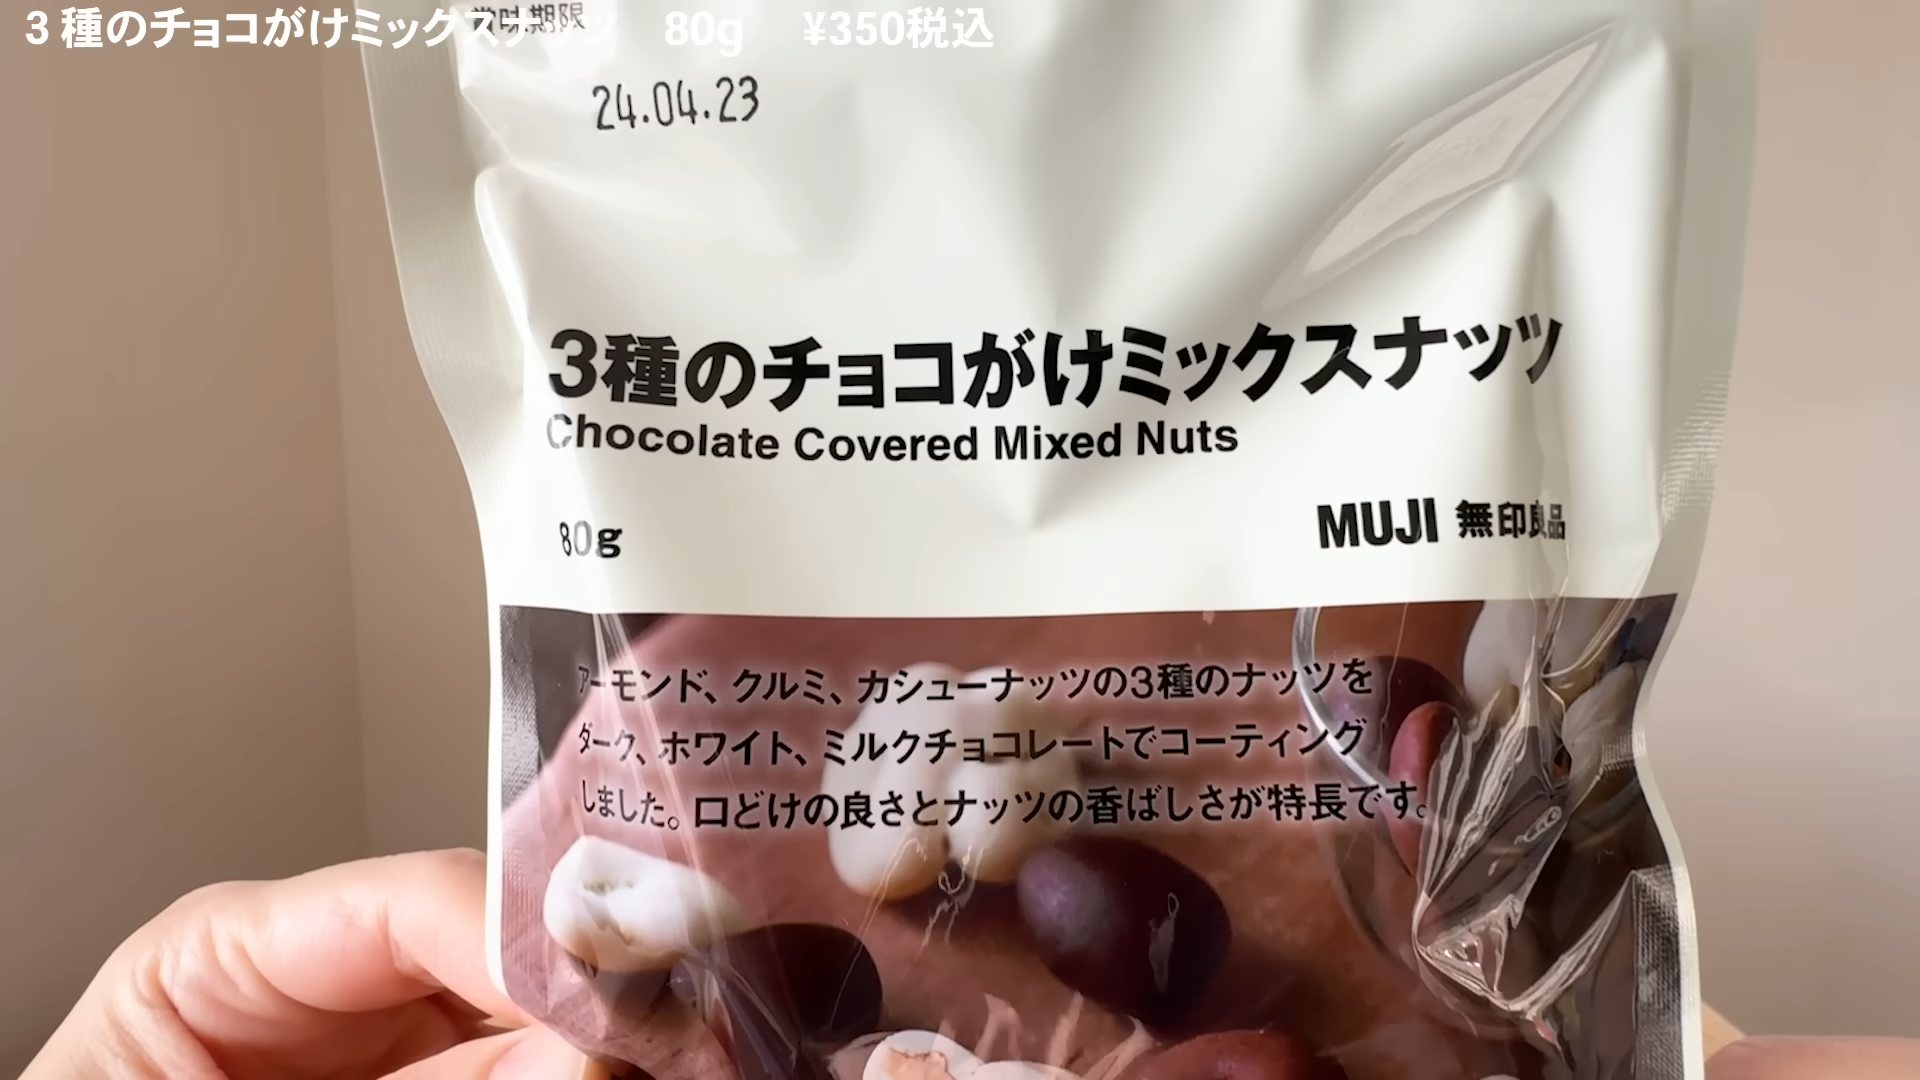 ３種のチョコがけミックスナッツ　80g　¥350税込
賞味期限
24.04.23
3種のチョコがけミックスナッツ
Chocolate Covered Mixed Nuts
80g
MUJI 無印良品
アーモンド、クルミ、カシューナッツの3種のナッツを
ダーク、ホワイト、ミルクチョコレートでコーティング
しました。口どけの良さとナッツの香ばしさが特長です。